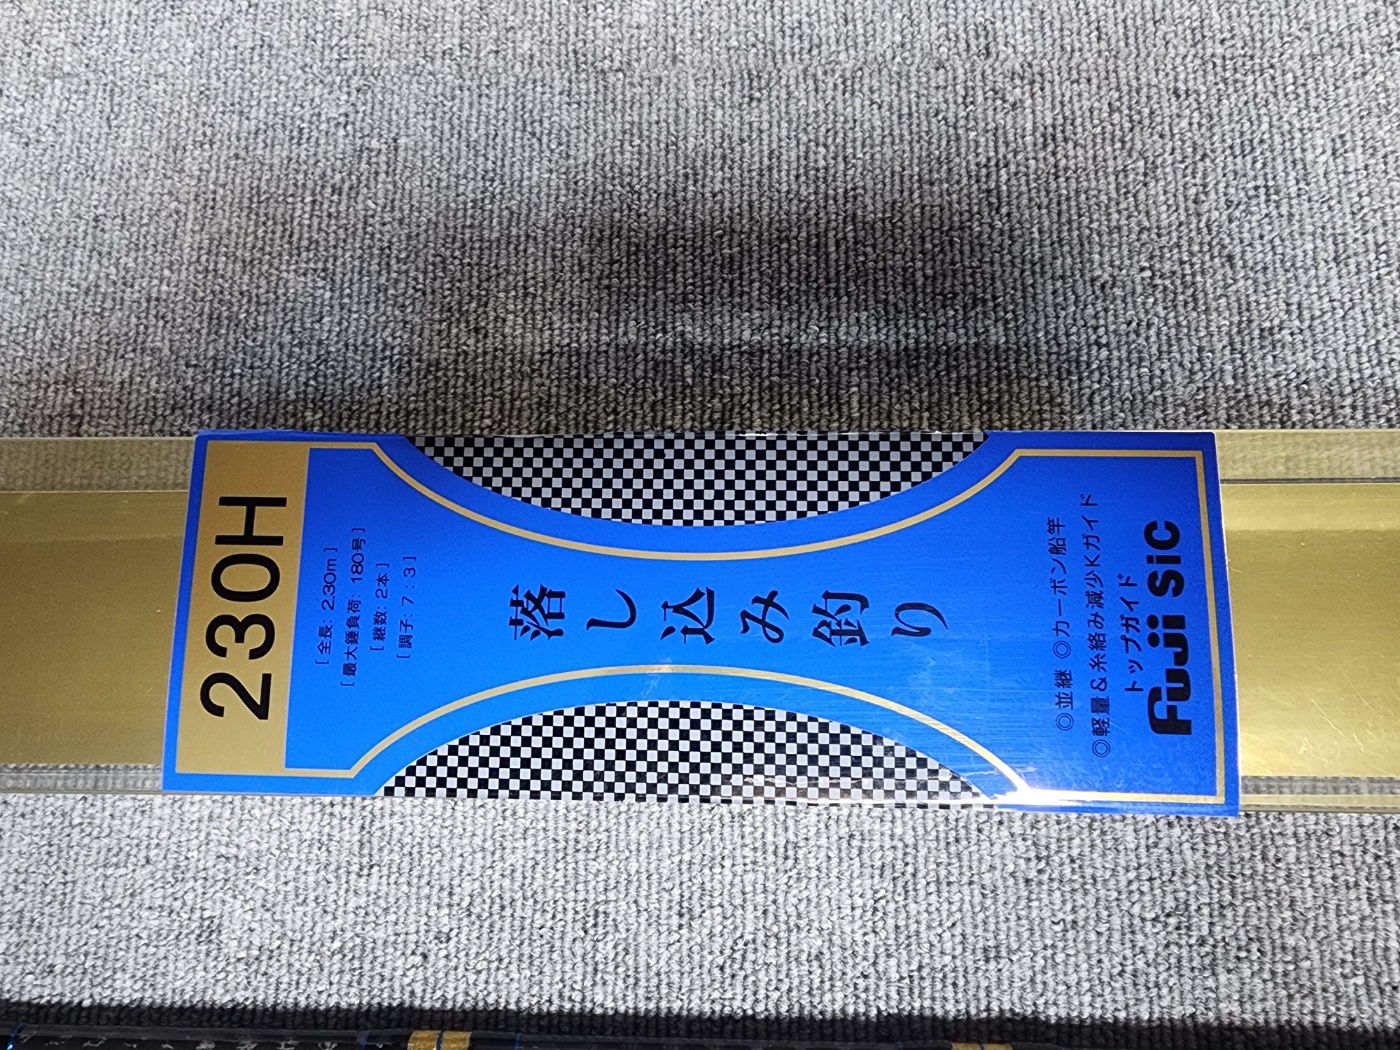 230H
[全長: 2.30m]
[最大錘負荷: 180号]
[継数: 2本]
[調子: 7:3]
落し込み釣り
◎並継 ◎カーボン船竿
◎軽量&糸絡み減少Kガイド
トップガイド
Fuji SiC